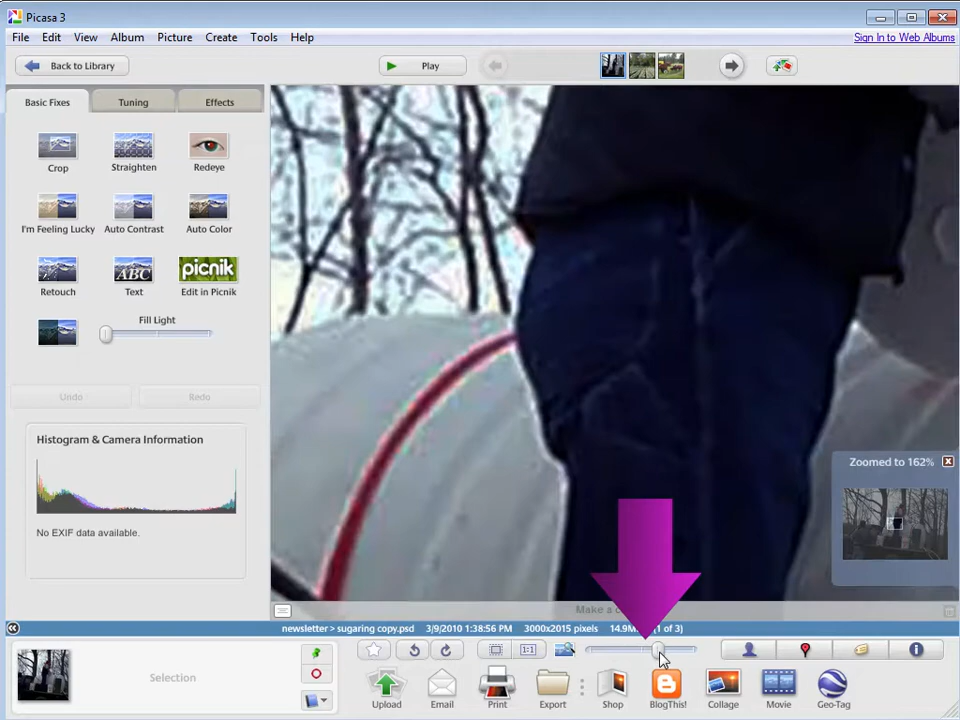 Picasa 3
File Edit View Album Picture Create Tools Help Sign In to Web Albums
Back to Library Play
Basic Fixes Tuning Effects
Crop Straighten Redeye
I'm Feeling Lucky Auto Contrast Auto Color
ABC picnik
Retouch Text Edit in Picnik
Fill Light
Undo Redo
Histogram & Camera Information
No EXIF data available.
Zoomed to 162%
Make a
newsletter > sugaring copy.psd 3/9/2010 1:38:56 PM 3000x2015 pixels 14.9M (1 of 3)
1:1
Selection
Upload Email Print Export Shop BlogThis! Collage Movie Geo-Tag